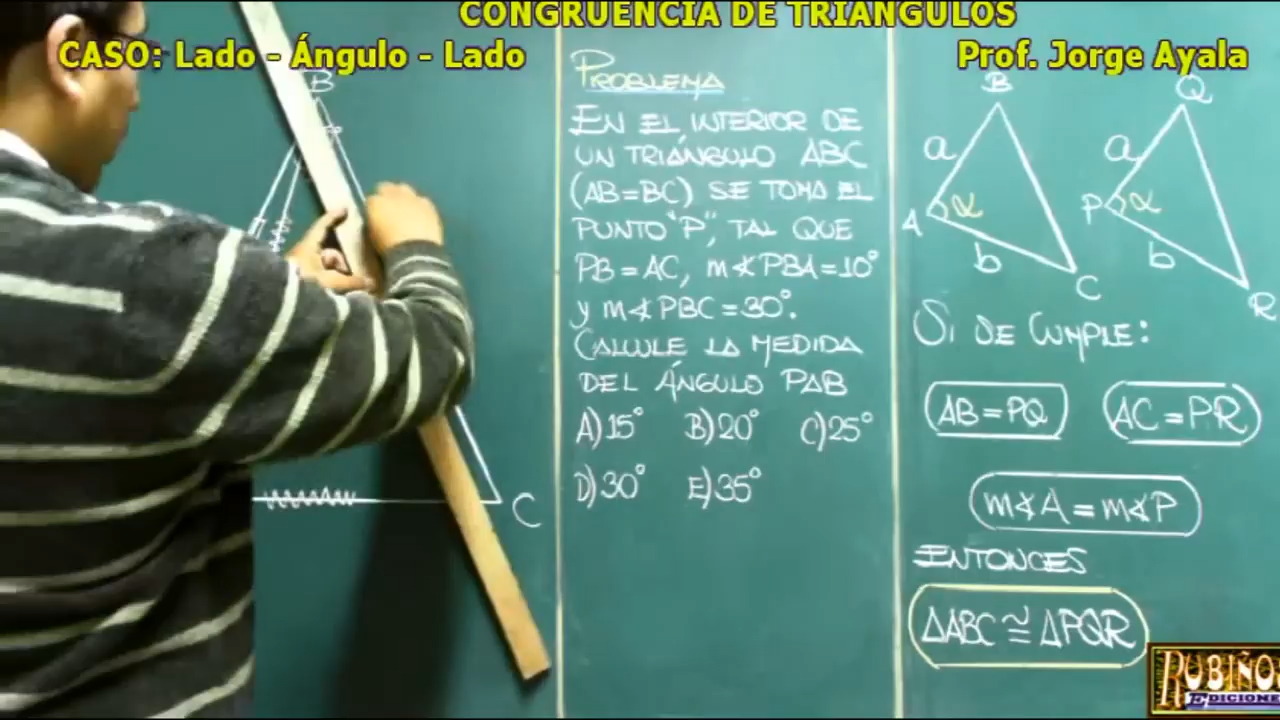 CONGRUENCIA DE TRIÁNGULOS
CASO: Lado - Ángulo - Lado
Prof. Jorge Ayala
B
C
PROBLEMA
EN EL INTERIOR DE
UN TRIÁNGULO ABC
(AB=BC) SE TOMA EL
PUNTO "P", TAL QUE
PB=AC, m∡PBA=10°
y m∡PBC=30°.
CALCULE LA MEDIDA
DEL ÁNGULO PAB
A)15° B)20° C)25°
D)30° E)35°
B
a
A
α
b
C
Q
a
P
α
b
R
SI SE CUMPLE:
AB=PQ
AC=PR
m∡A=m∡P
ENTONCES
ΔABC≅ΔPQR
RUBIÑOS
EDICIONE